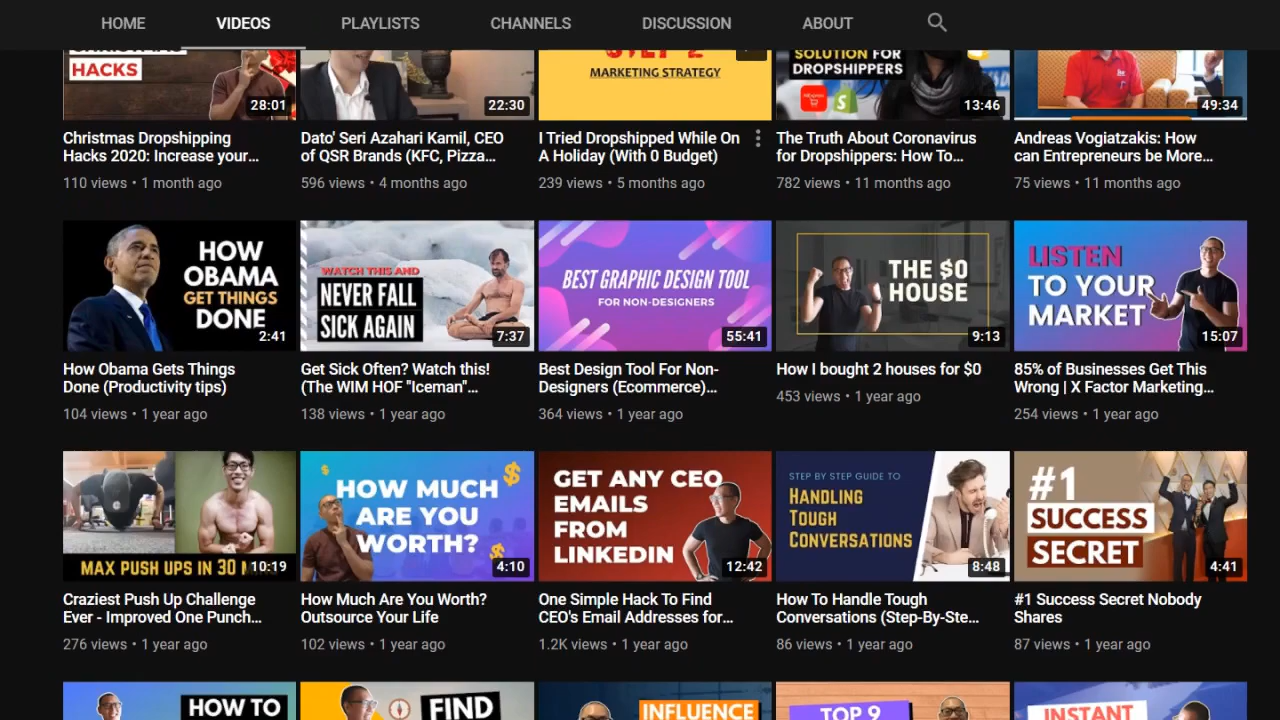 HOME
VIDEOS
PLAYLISTS
CHANNELS
DISCUSSION
ABOUT
HACKS
28:01
22:30
MARKETING STRATEGY
SOLUTION FOR
DROPSHIPPERS
13:46
49:34
Christmas Dropshipping
Hacks 2020: Increase your...
110 views • 1 month ago
Dato' Seri Azahari Kamil, CEO
of QSR Brands (KFC, Pizza...
596 views • 4 months ago
I Tried Dropshipped While On
A Holiday (With 0 Budget)
239 views • 5 months ago
The Truth About Coronavirus
for Dropshippers: How To...
782 views • 11 months ago
Andreas Vogiatzakis: How
can Entrepreneurs be More...
75 views • 11 months ago
HOW
OBAMA
GET THINGS
DONE
2:41
WATCH THIS AND
NEVER FALL
SICK AGAIN
7:37
BEST GRAPHIC DESIGN TOOL
FOR NON-DESIGNERS
55:41
THE $0
HOUSE
9:13
LISTEN
TO YOUR
MARKET
15:07
How Obama Gets Things
Done (Productivity tips)
104 views • 1 year ago
Get Sick Often? Watch this!
(The WIM HOF "Iceman"...
138 views • 1 year ago
Best Design Tool For Non-
Designers (Ecommerce)...
364 views • 1 year ago
How I bought 2 houses for $0
453 views • 1 year ago
85% of Businesses Get This
Wrong | X Factor Marketing...
254 views • 1 year ago
MAX PUSH UPS IN 30
10:19
HOW MUCH
ARE YOU
WORTH?
4:10
GET ANY CEO
EMAILS
FROM
LINKEDIN
12:42
STEP BY STEP GUIDE TO
HANDLING
TOUGH
CONVERSATIONS
8:48
#1
SUCCESS
SECRET
4:41
Craziest Push Up Challenge
Ever - Improved One Punch...
276 views • 1 year ago
How Much Are You Worth?
Outsource Your Life
102 views • 1 year ago
One Simple Hack To Find
CEO's Email Addresses for...
1.2K views • 1 year ago
How To Handle Tough
Conversations (Step-By-Ste...
86 views • 1 year ago
#1 Success Secret Nobody
Shares
87 views • 1 year ago
HOW TO
FIND
INFLUENCE
TOP 9
INSTANT